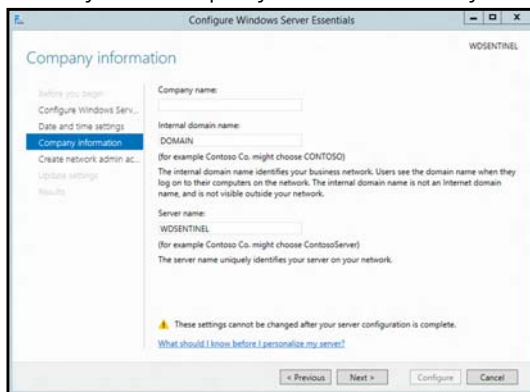 Configure Windows Server Essentials
WDSENTINEL
Company information
Before you begin
Configure Windows Serv...
Date and time settings
Company information
Create network admin ac...
Update settings
Results
Company name:
Internal domain name:
DOMAIN
(for example Contoso Co. might choose CONTOSO)
The internal domain name identifies your business network. Users see the domain name when they
log on to their computers on the network. The internal domain name is not an Internet domain
name, and is not visible outside your network.
Server name:
WDSENTINEL
(for example Contoso Co. might choose ContosoServer)
The server name uniquely identifies your server on your network.
These settings cannot be changed after your server configuration is complete.
What should I know before I personalize my server?
< Previous
Next >
Configure
Cancel